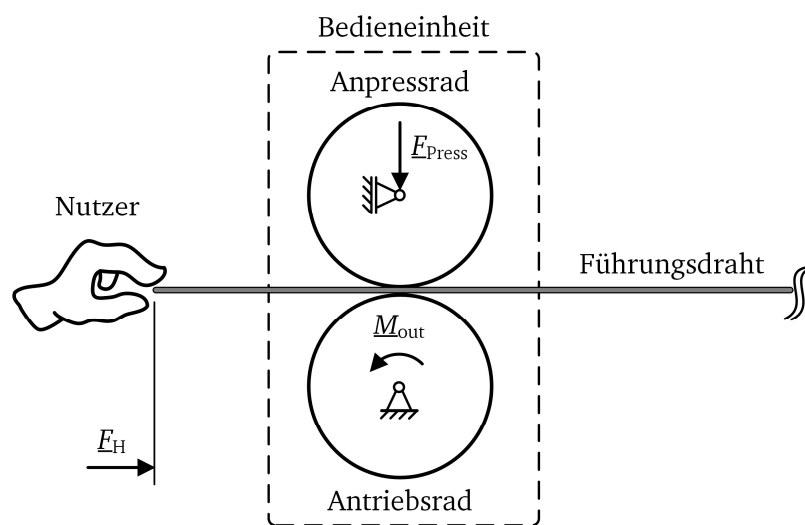 Bedieneinheit
Anpressrad
F_Press
Nutzer
Führungsdraht
M_out
F_H
Antriebsrad